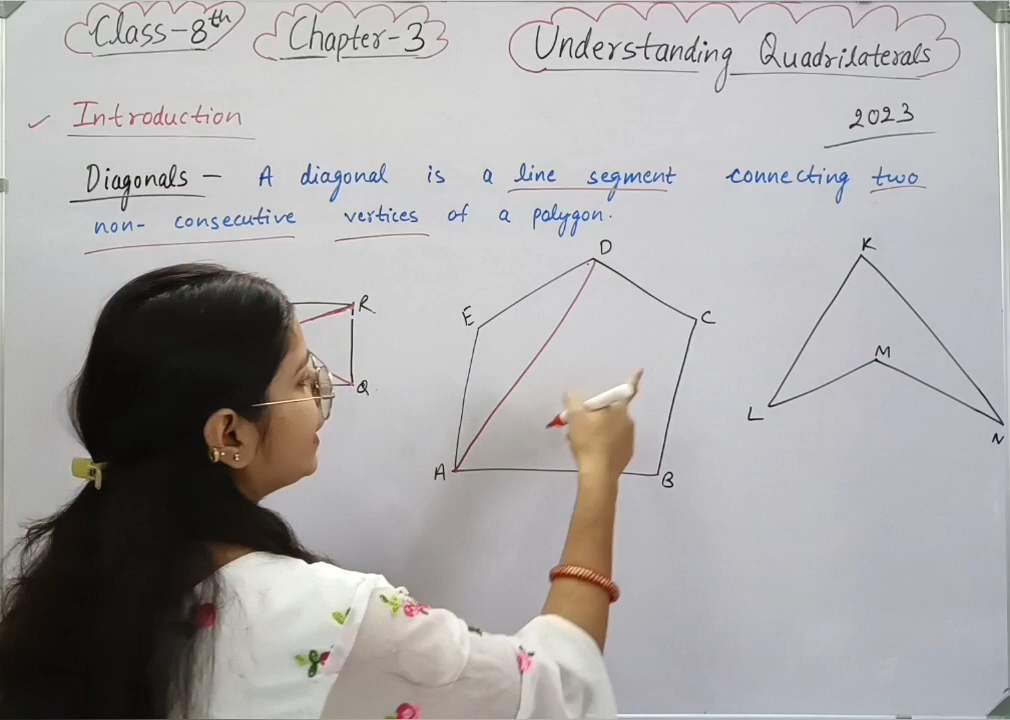 Class-8th Chapter-3 Understanding Quadrilaterals
Introduction
2023
Diagonals - A diagonal is a line segment connecting two
non- consecutive vertices of a polygon.
D
K
R
E
C
M
Q
L
N
A
B